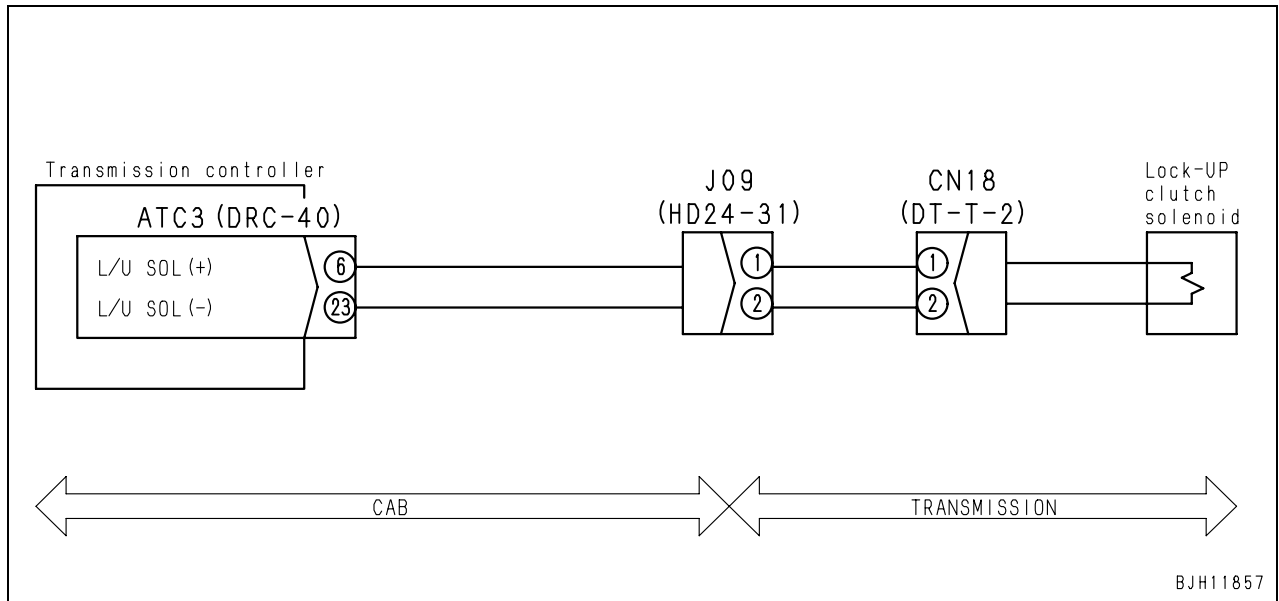 Transmission controller
ATC3 (DRC-40)
L/U SOL (+)
L/U SOL (-)
6
23
J09
(HD24-31)
1
2
CN18
(DT-T-2)
1
2
Lock-UP
clutch
solenoid
CAB
TRANSMISSION
BJH11857